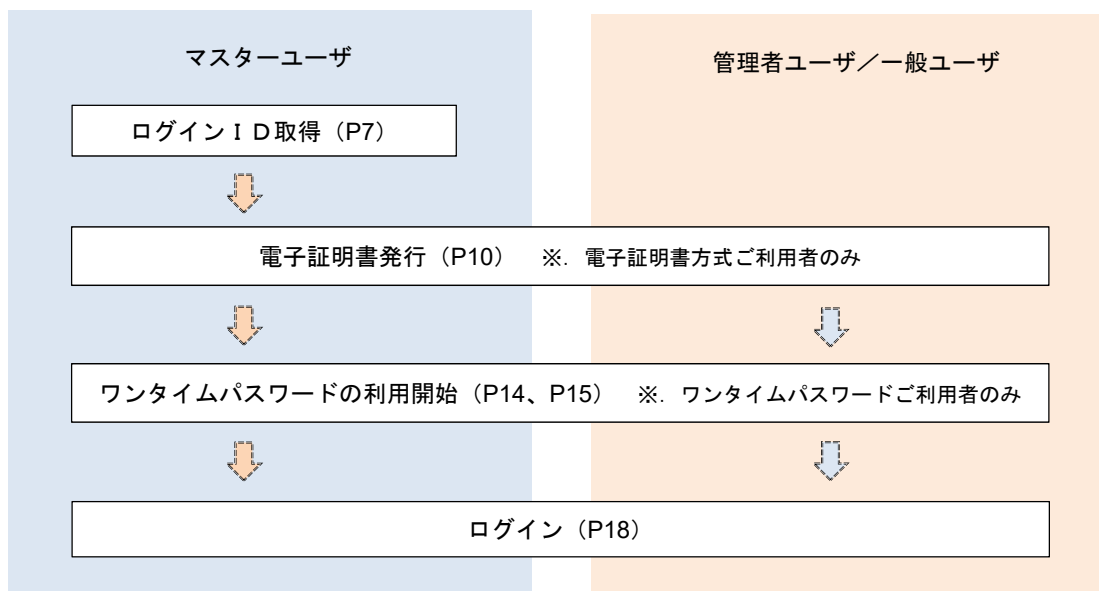 マスターユーザ
管理者ユーザ／一般ユーザ
ログインＩＤ取得（P7）
電子証明書発行（P10）　※．電子証明書方式ご利用者のみ
ワンタイムパスワードの利用開始（P14、P15）　※．ワンタイムパスワードご利用者のみ
ログイン（P18）